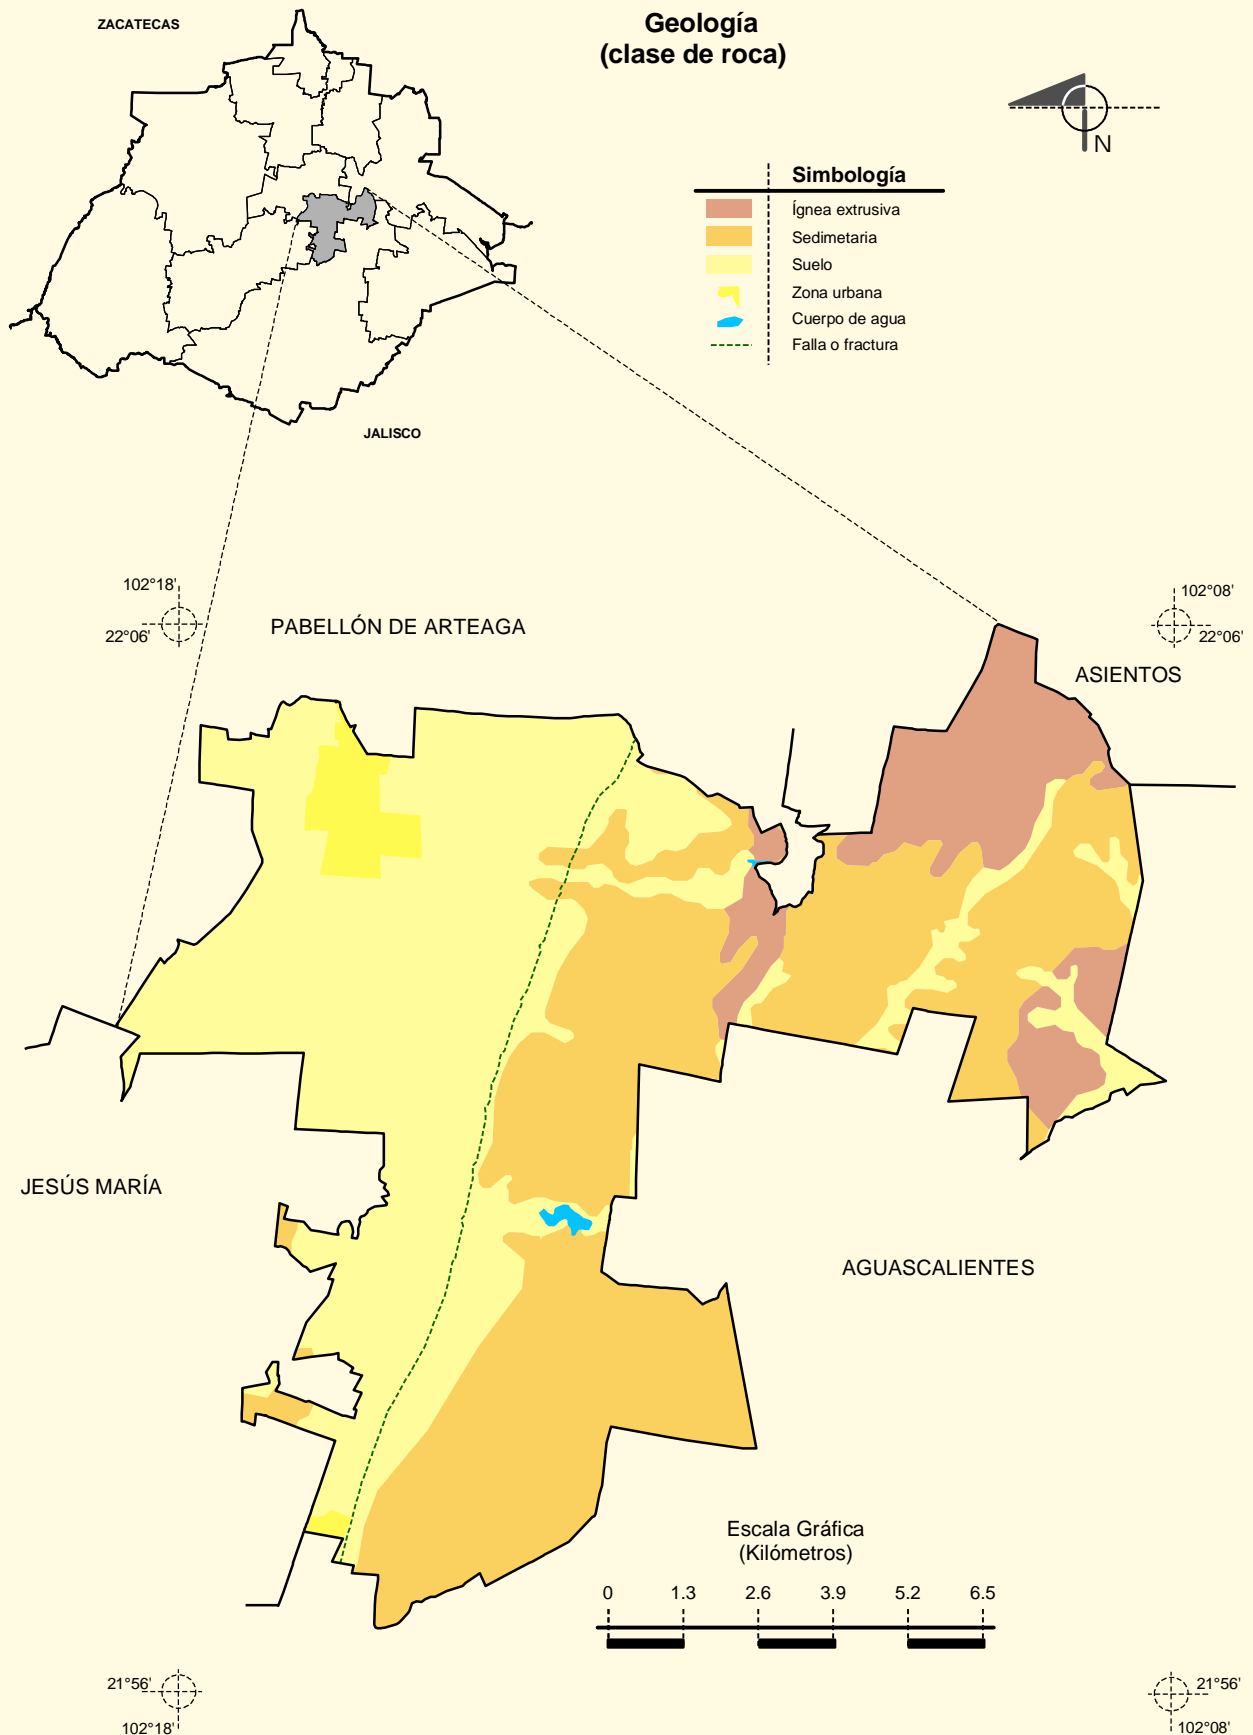 Geología
(clase de roca)
ZACATECAS
N
Simbología
Ígnea extrusiva
Sedimetaria
Suelo
Zona urbana
Cuerpo de agua
Falla o fractura
JALISCO
102°18'
22°06'
PABELLÓN DE ARTEAGA
102°08'
22°06'
ASIENTOS
JESÚS MARÍA
AGUASCALIENTES
Escala Gráfica
(Kilómetros)
0 1.3 2.6 3.9 5.2 6.5
21°56'
102°18'
21°56'
102°08'